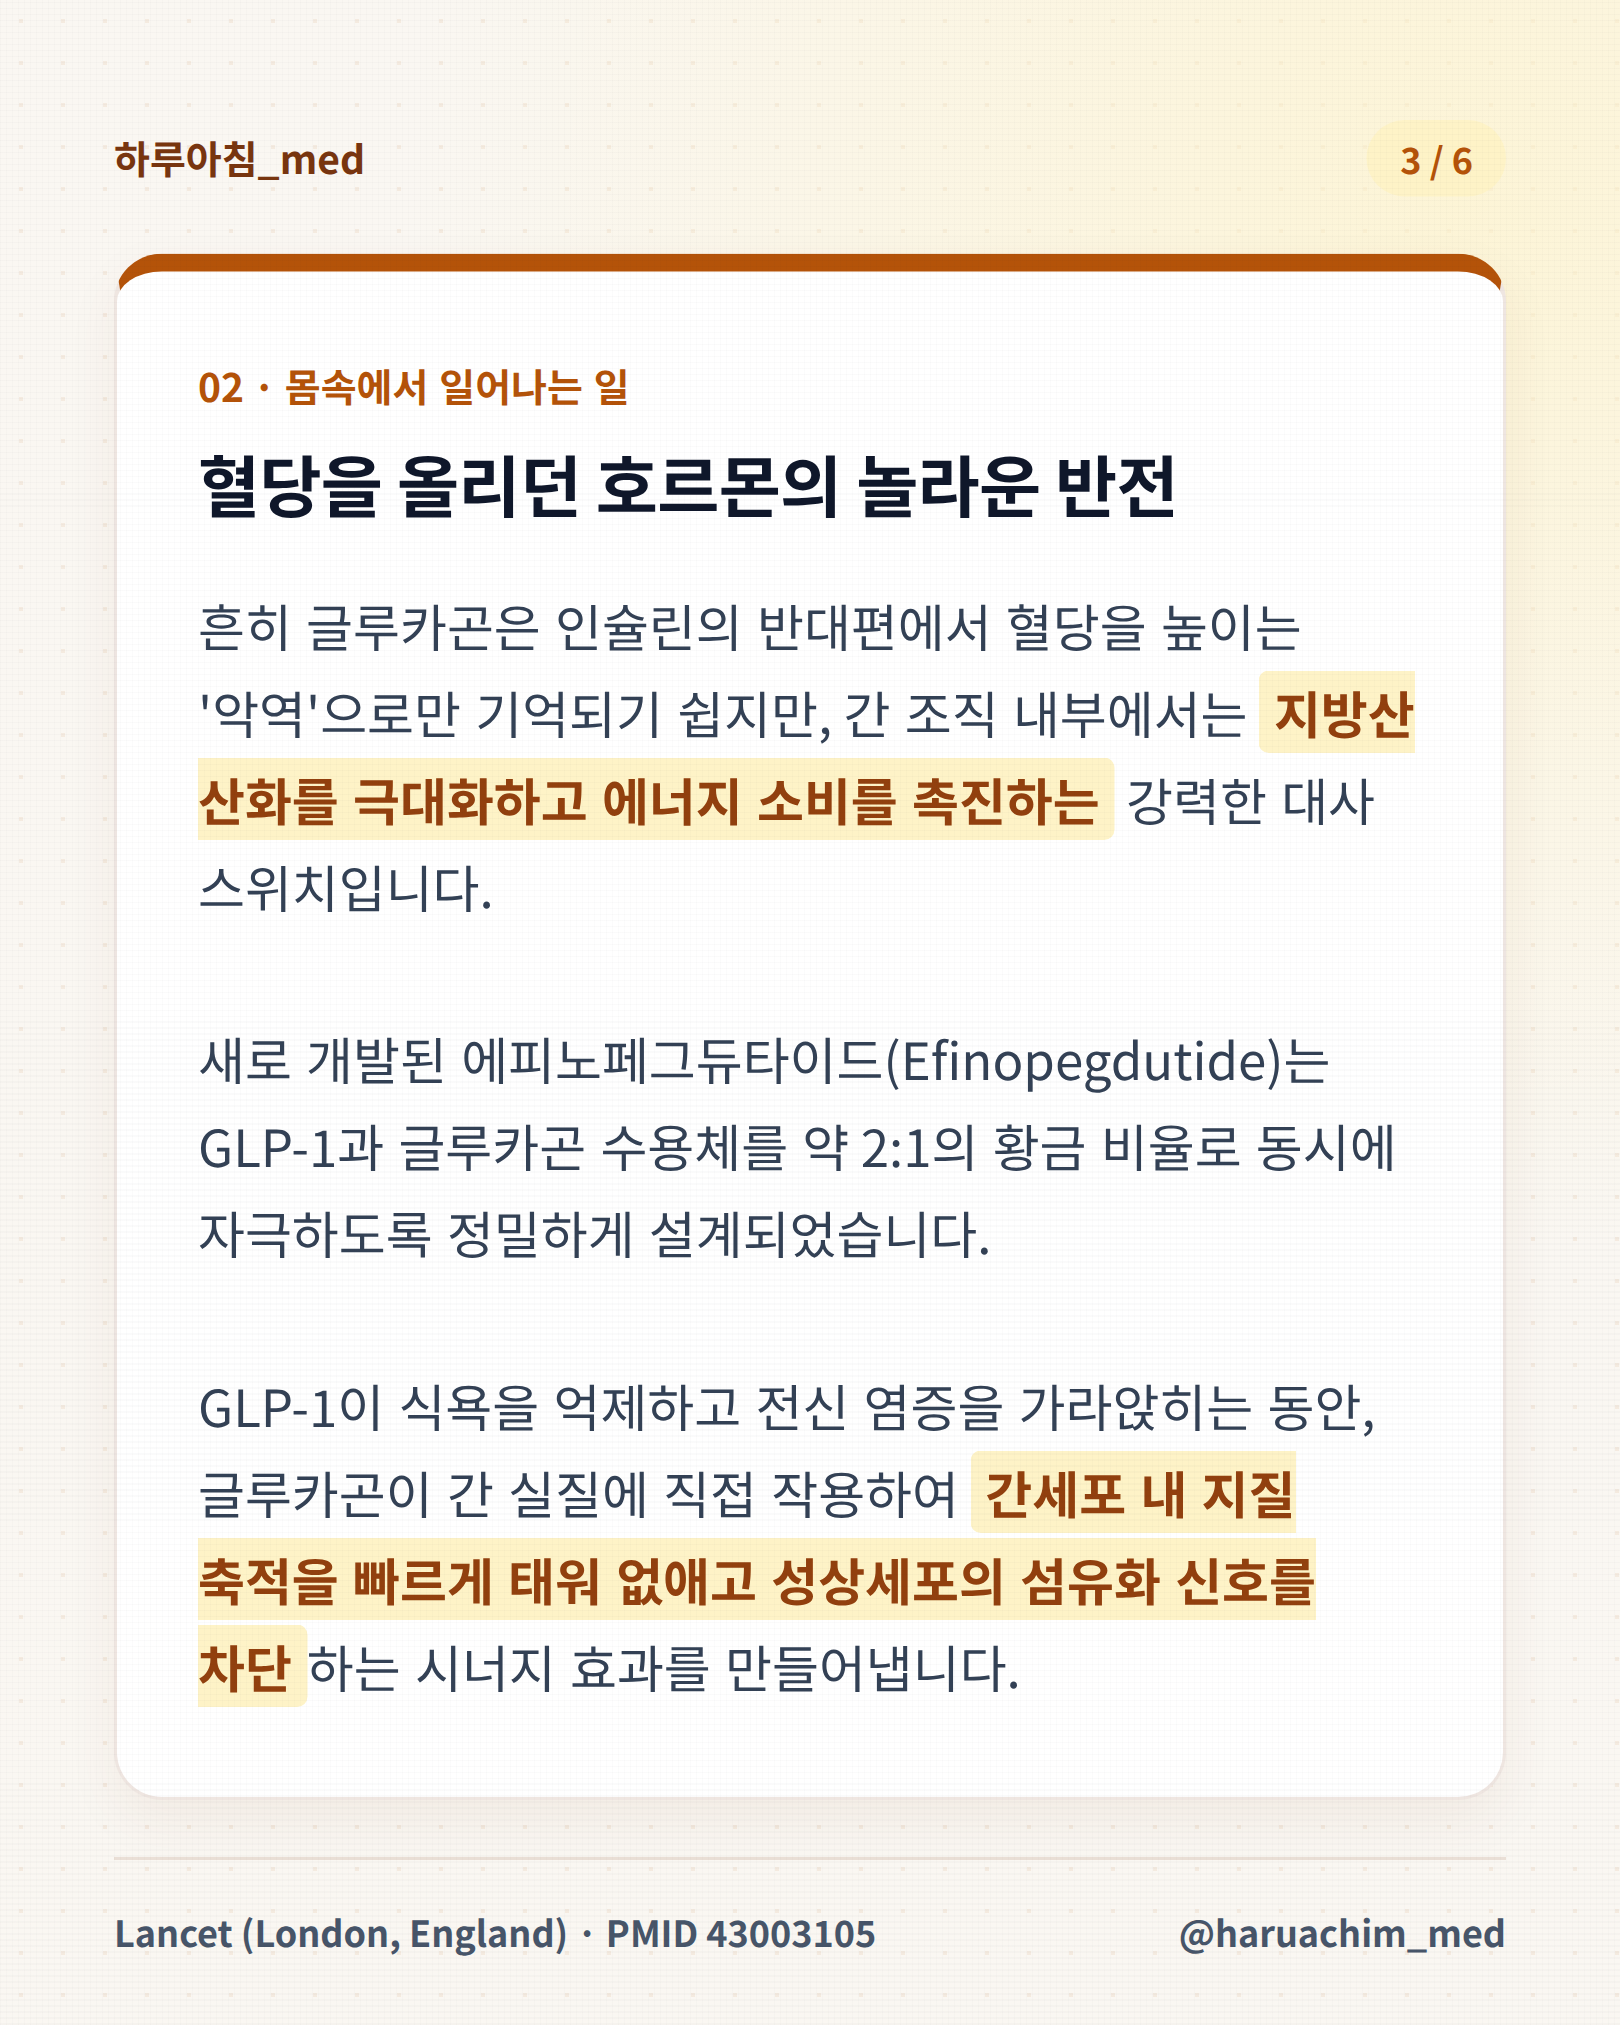 하루아침_med
3 / 6
02 · 몸속에서 일어나는 일
혈당을 올리던 호르몬의 놀라운 반전
흔히 글루카곤은 인슐린의 반대편에서 혈당을 높이는
'악역'으로만 기억되기 쉽지만, 간 조직 내부에서는 지방산
산화를 극대화하고 에너지 소비를 촉진하는 강력한 대사
스위치입니다.
새로 개발된 에피노페그듀타이드(Efinopegdutide)는
GLP-1과 글루카곤 수용체를 약 2:1의 황금 비율로 동시에
자극하도록 정밀하게 설계되었습니다.
GLP-1이 식욕을 억제하고 전신 염증을 가라앉히는 동안,
글루카곤이 간 실질에 직접 작용하여 간세포 내 지질
축적을 빠르게 태워 없애고 성상세포의 섬유화 신호를
차단하는 시너지 효과를 만들어냅니다.
Lancet (London, England) · PMID 43003105
@haruachim_med